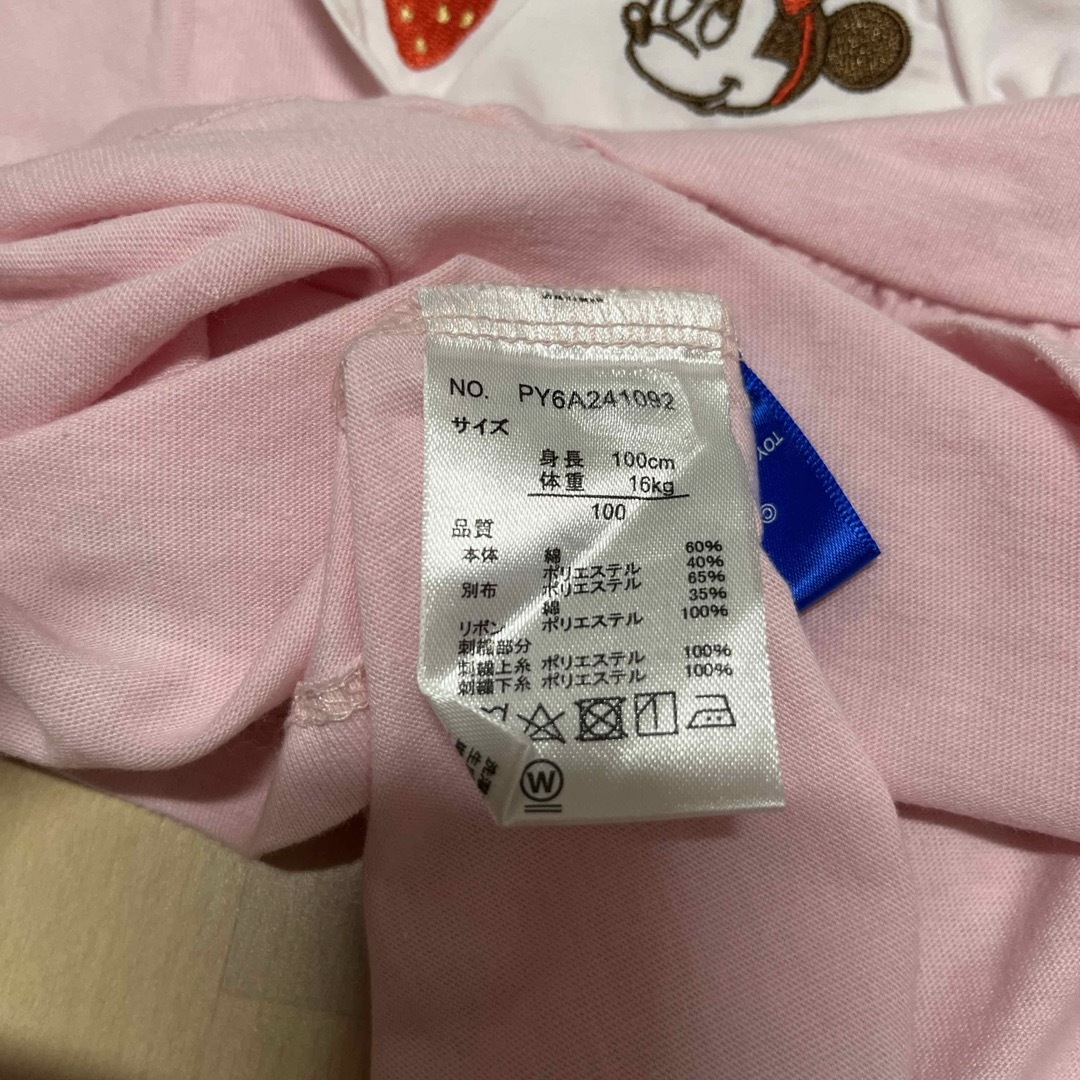 NO. PY6A241092
サイズ
身長 100cm
体重 16kg
100
品質
本体 綿 60%
ポリエステル 40%
別布 ポリエステル 65%
綿 35%
リボン ポリエステル 100%
刺繍部分
刺繍上糸 ポリエステル 100%
刺繍下糸 ポリエステル 100%
W
TOY
©